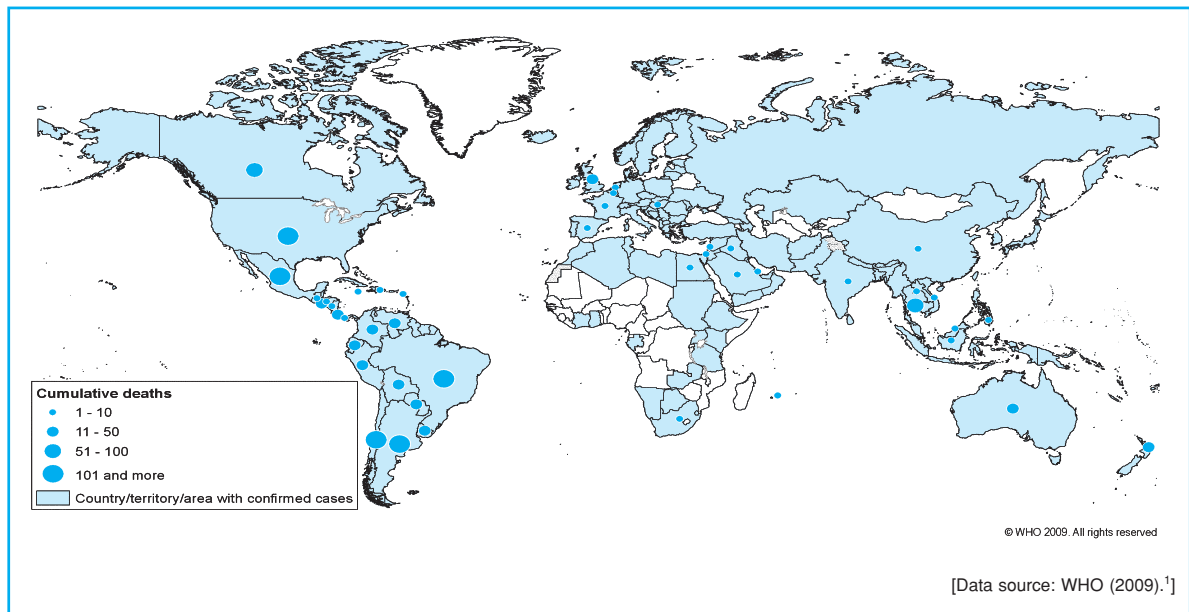 Cumulative deaths
1 - 10
11 - 50
51 - 100
101 and more
Country/territory/area with confirmed cases
© WHO 2009. All rights reserved
[Data source: WHO (2009).¹]